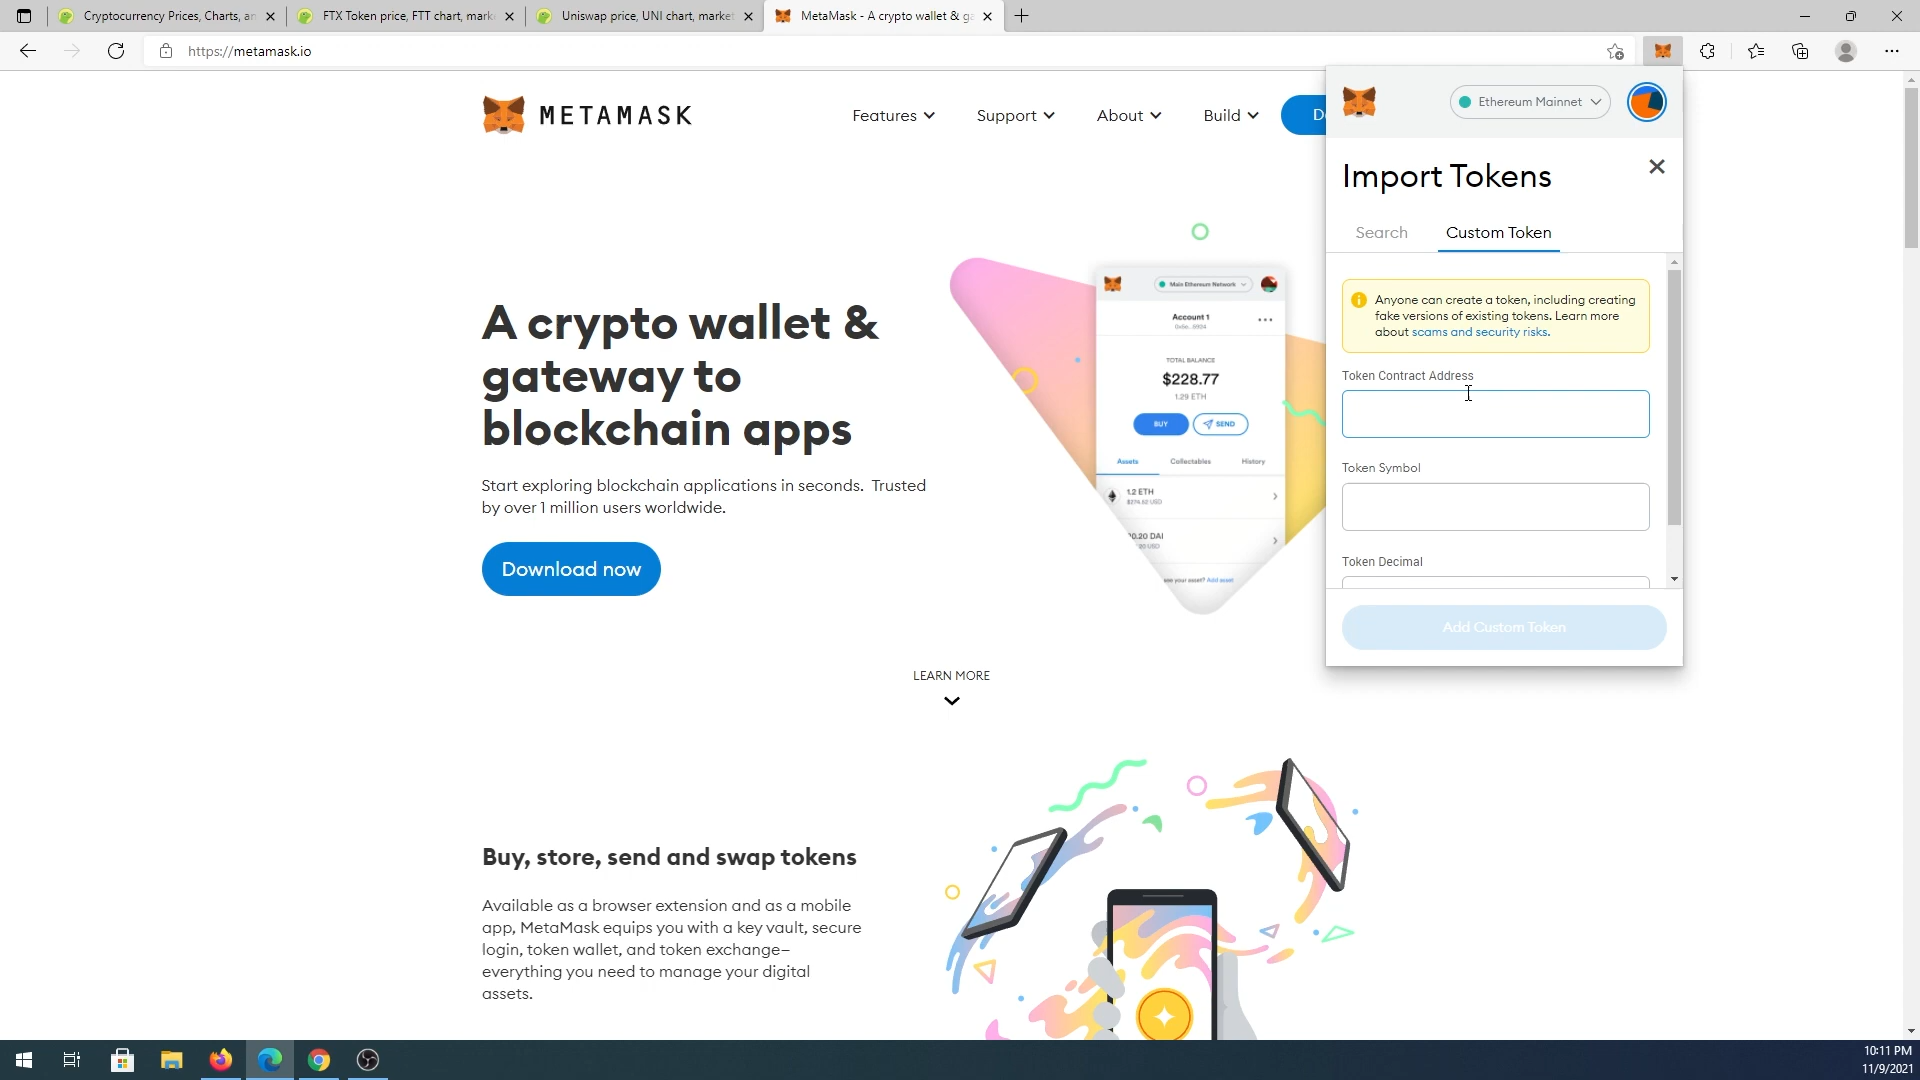 Cryptocurrency Prices, Charts, an
FTX Token price, FTT chart, mark
Uniswap price, UNI chart, market
MetaMask - A crypto wallet & ga
https://metamask.io
METAMASK
Features
Support
About
Build
A crypto wallet &
gateway to
blockchain apps
Start exploring blockchain applications in seconds. Trusted
by over 1 million users worldwide.
Download now
Main Ethereum Network
Account 1
TOTAL BALANCE
$228.77
1.29 ETH
BUY
SEND
Assets
Collectables
History
1.2 ETH
0.20 DAI
Add asset
LEARN MORE
Ethereum Mainnet
Import Tokens
Search
Custom Token
Anyone can create a token, including creating
fake versions of existing tokens. Learn more
about scams and security risks.
Token Contract Address
Token Symbol
Token Decimal
Add Custom Token
Buy, store, send and swap tokens
Available as a browser extension and as a mobile
app, MetaMask equips you with a key vault, secure
login, token wallet, and token exchange—
everything you need to manage your digital
assets.
10:11 PM
11/9/2021